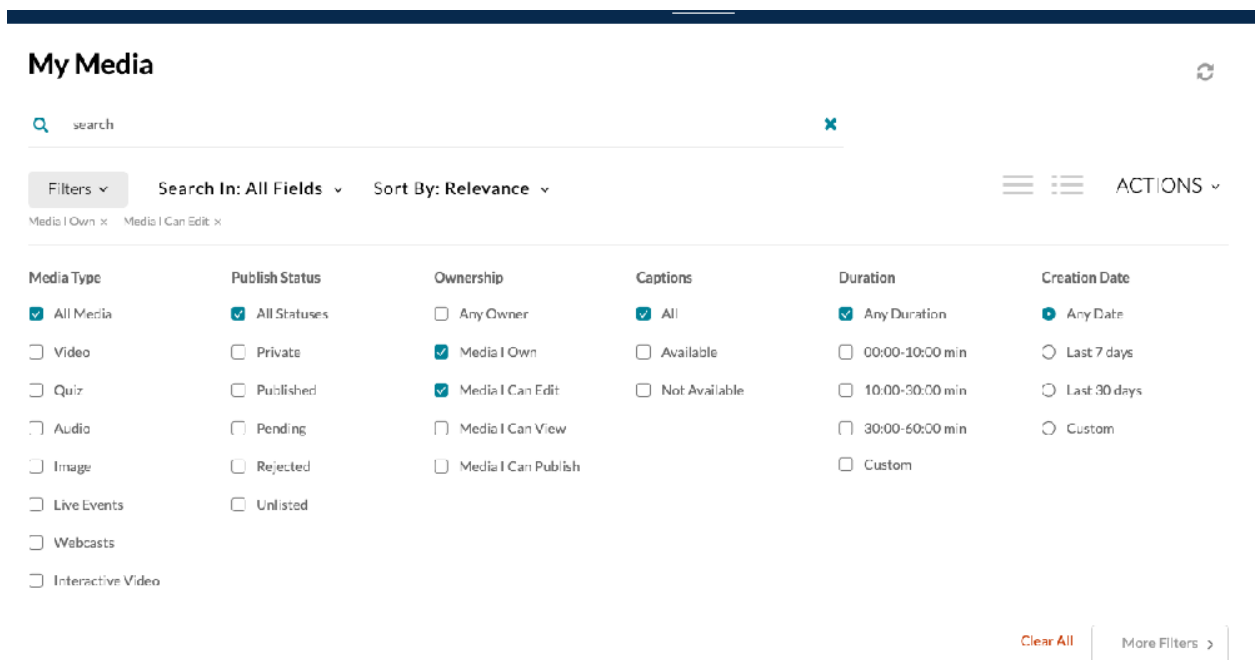 My Media
search
Filters
Search In: All Fields
Sort By: Relevance
ACTIONS
Media I Own ×
Media I Can Edit ×
Media Type
All Media
Video
Quiz
Audio
Image
Live Events
Webcasts
Interactive Video
Publish Status
All Statuses
Private
Published
Pending
Rejected
Unlisted
Ownership
Any Owner
Media I Own
Media I Can Edit
Media I Can View
Media I Can Publish
Captions
All
Available
Not Available
Duration
Any Duration
00:00-10:00 min
10:00-30:00 min
30:00-60:00 min
Custom
Creation Date
Any Date
Last 7 days
Last 30 days
Custom
Clear All
More Filters